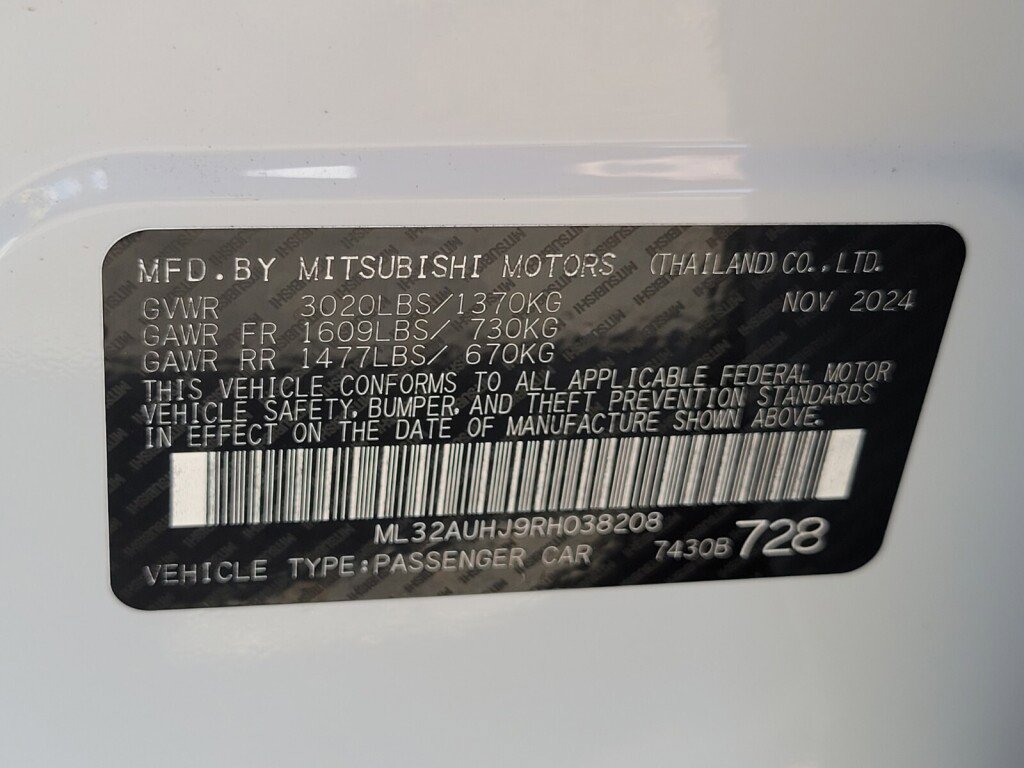 MFD.BY MITSUBISHI MOTORS (THAILAND) CO.,LTD.
GVWR 3020LBS/1370KG NOV 2024
GAWR FR 1609LBS/ 730KG
GAWR RR 1477LBS/ 670KG
THIS VEHICLE CONFORMS TO ALL APPLICABLE FEDERAL MOTOR
VEHICLE SAFETY, BUMPER, AND THEFT PREVENTION STANDARDS
IN EFFECT ON THE DATE OF MANUFACTURE SHOWN ABOVE.
ML32AUHJ9RH038208
VEHICLE TYPE:PASSENGER CAR 7430B 728